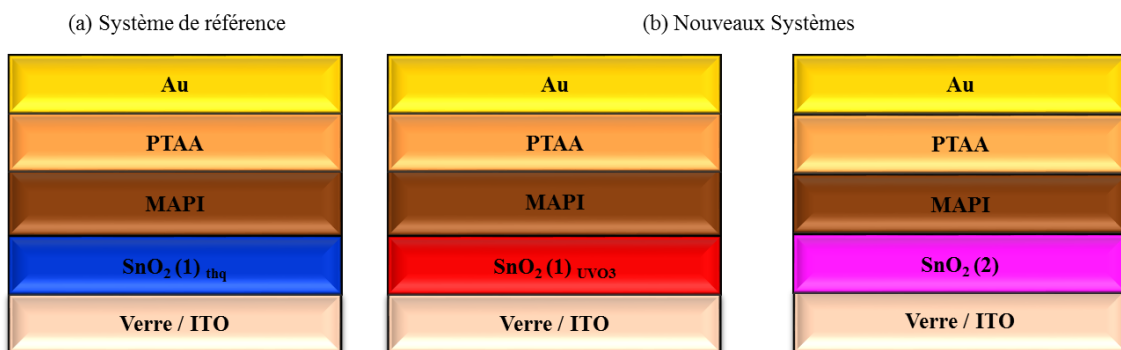 (a) Système de référence
(b) Nouveaux Systèmes
Au
Au
Au
PTAA
PTAA
PTAA
MAPI
MAPI
MAPI
SnO₂ (1) thq
SnO₂ (1) UVO3
SnO₂ (2)
Verre / ITO
Verre / ITO
Verre / ITO